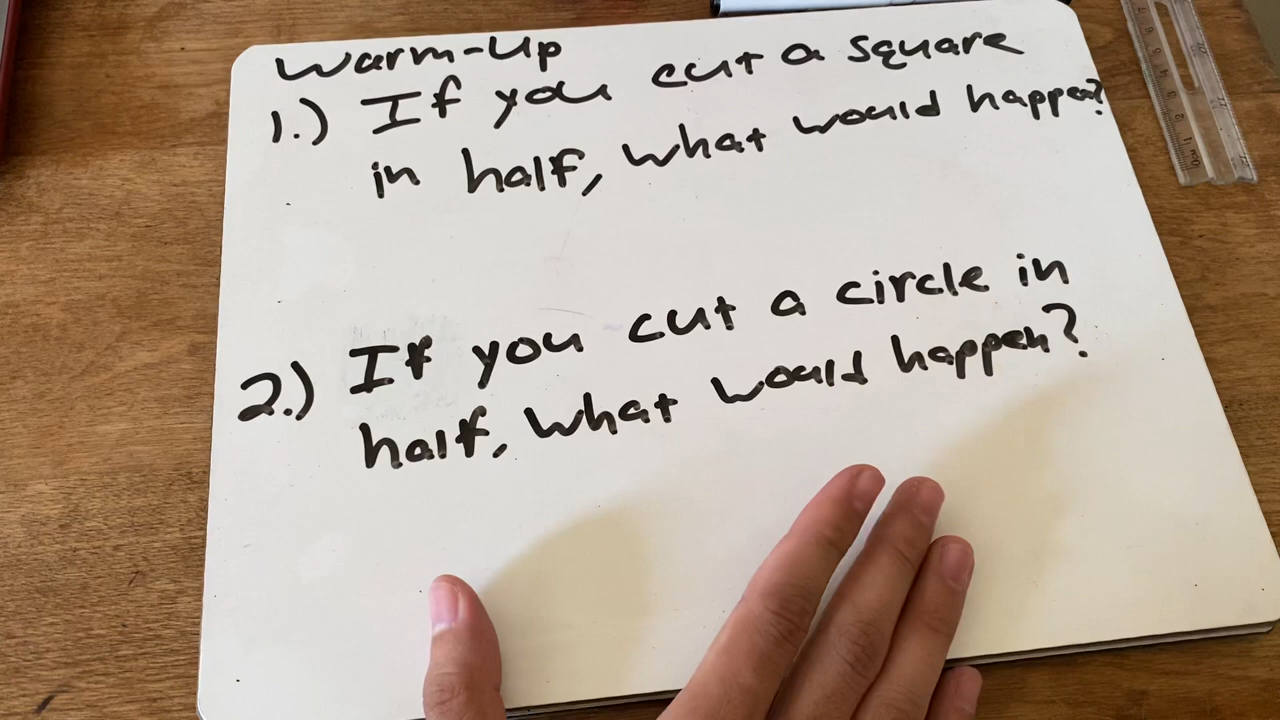 Warm-Up
1.) If you cut a square
in half, what would happen?
2.) If you cut a circle in
half, what would happen?